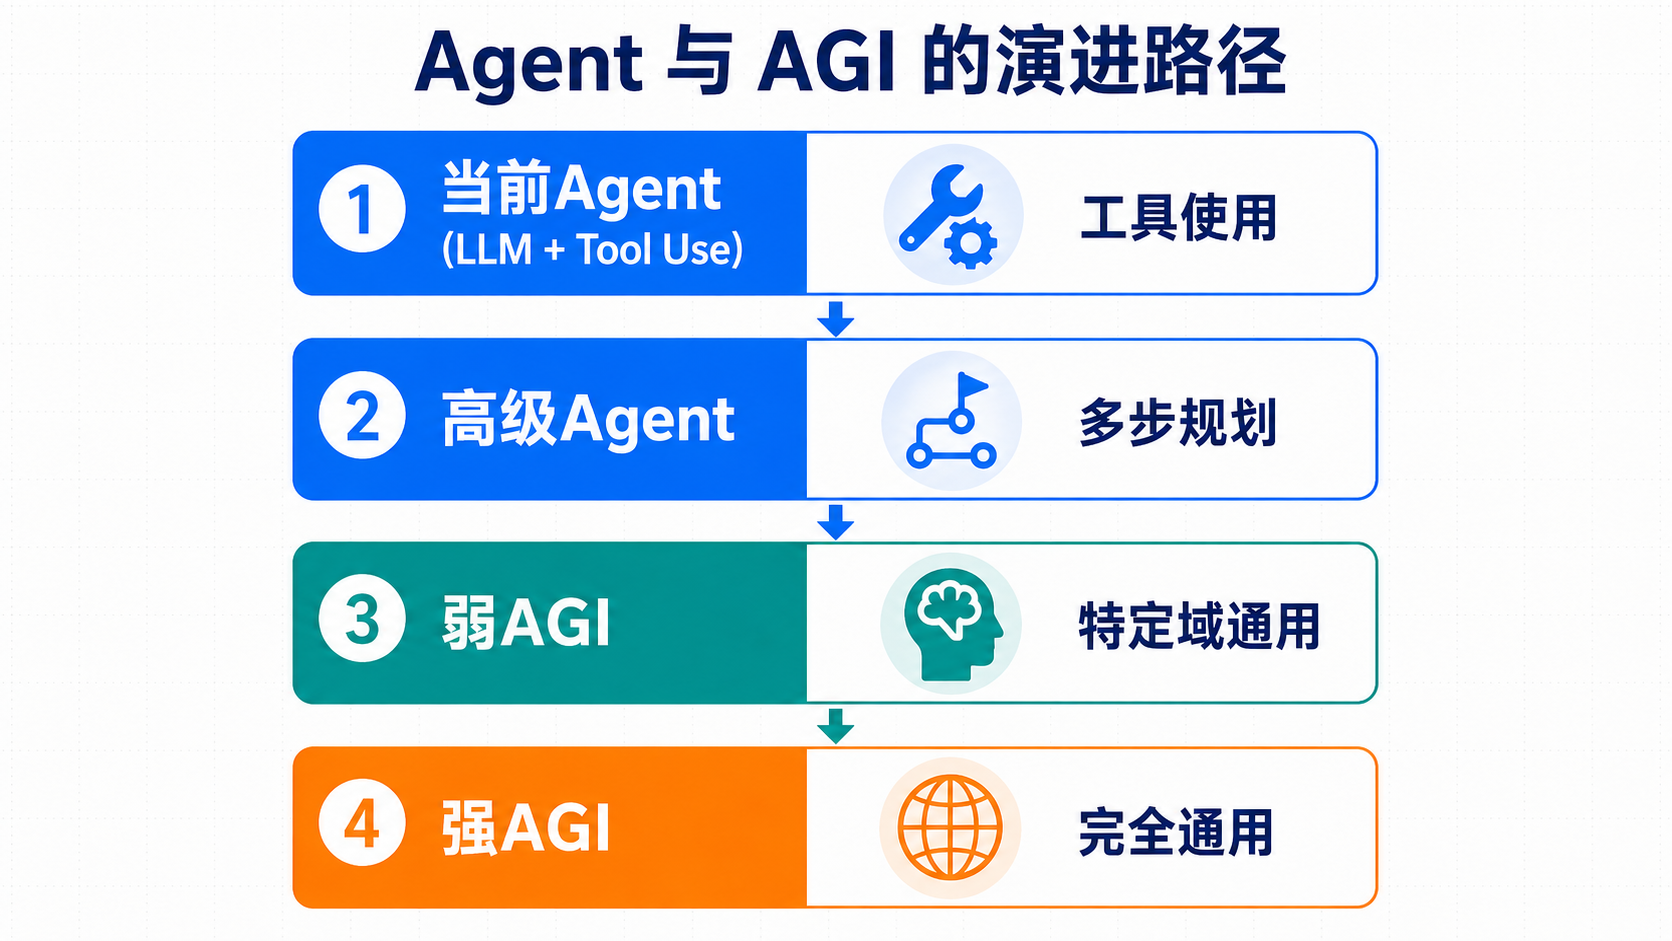 Agent 与 AGI 的演进路径
1
当前Agent
(LLM + Tool Use)
工具使用
2
高级Agent
多步规划
3
弱AGI
特定域通用
4
强AGI
完全通用